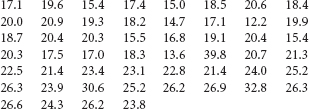 17.1 19.6 15.4 17.4 15.0 18.5 20.6 18.4
20.0 20.9 19.3 18.2 14.7 17.1 12.2 19.9
18.7 20.4 20.3 15.5 16.8 19.1 20.4 15.4
20.3 17.5 17.0 18.3 13.6 39.8 20.7 21.3
22.5 21.4 23.4 23.1 22.8 21.4 24.0 25.2
26.3 23.9 30.6 25.2 26.2 26.9 32.8 26.3
26.6 24.3 26.2 23.8